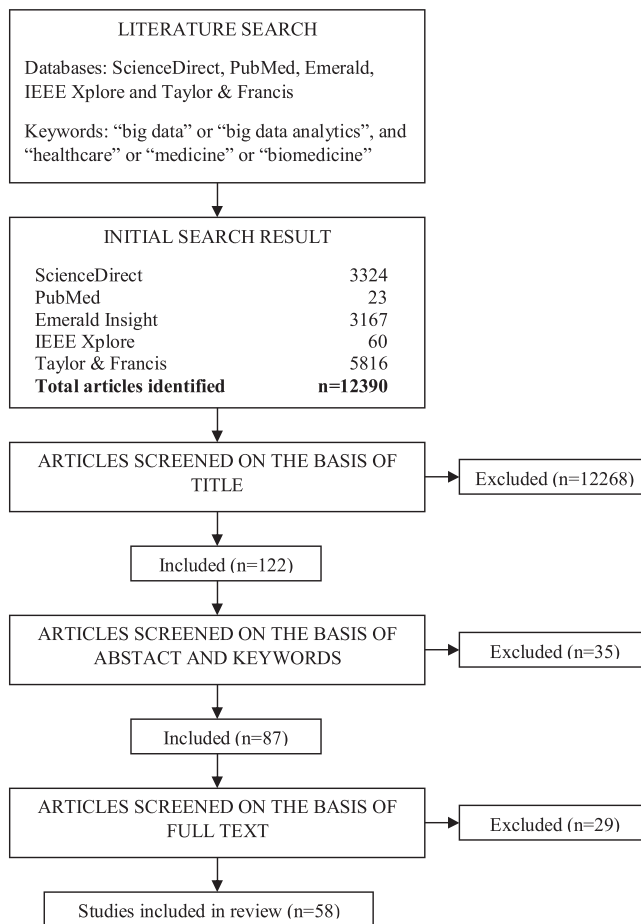 LITERATURE SEARCH
Databases: ScienceDirect, PubMed, Emerald,
IEEE Xplore and Taylor & Francis
Keywords: “big data” or “big data analytics”, and
“healthcare” or “medicine” or “biomedicine”
INITIAL SEARCH RESULT
ScienceDirect 3324
PubMed 23
Emerald Insight 3167
IEEE Xplore 60
Taylor & Francis 5816
Total articles identified n=12390
ARTICLES SCREENED ON THE BASIS OF
TITLE
Excluded (n=12268)
Included (n=122)
ARTICLES SCREENED ON THE BASIS OF
ABSTACT AND KEYWORDS
Excluded (n=35)
Included (n=87)
ARTICLES SCREENED ON THE BASIS OF
FULL TEXT
Excluded (n=29)
Studies included in review (n=58)